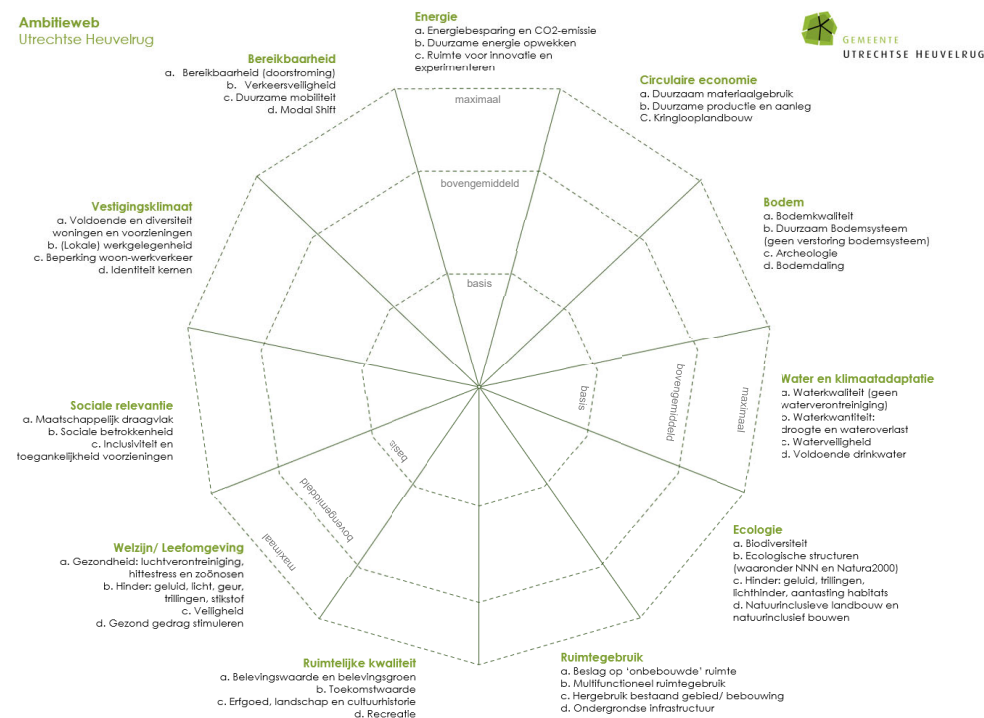 Ambitieweb
Utrechtse Heuvelrug
GEMEENTE
UTRECHTSE HEUVELRUG
Energie
a. Energiebesparing en CO2-emissie
b. Duurzame energie opwekken
c. Ruimte voor innovatie en
experimenteren
Bereikbaarheid
a. Bereikbaarheid (doorstroming)
b. Verkeersveiligheid
c. Duurzame mobiliteit
d. Modal Shift
Circulaire economie
a. Duurzaam materiaalgebruik
b. Duurzame productie en aanleg
C. Kringlooplandbouw
maximaal
bovengemiddeld
basis
Vestigingsklimaat
a. Voldoende en diversiteit
woningen en voorzieningen
b. (Lokale) werkgelegenheid
c. Beperking woon-werkverkeer
d. Identiteit kernen
Bodem
a. Bodemkwaliteit
b. Duurzaam Bodemsysteem
(geen verstoring bodemsysteem)
c. Archeologie
d. Bodemdaling
basis
bovengemiddeld
maximaal
Water en klimaatadaptatie
a. Waterkwaliteit (geen
waterverontreiniging)
b. Waterkwantiteit:
droogte en wateroverlast
c. Waterveiligheid
d. Voldoende drinkwater
Sociale relevantie
a. Maatschappelijk draagvlak
b. Sociale betrokkenheid
c. Inclusiviteit en
toegankelijkheid voorzieningen
basis
bovengemiddeld
maximaal
Welzijn/ Leefomgeving
a. Gezondheid: luchtverontreiniging,
hittestress en zoönosen
b. Hinder: geluid, licht, geur,
trillingen, stikstof
c. Veiligheid
d. Gezond gedrag stimuleren
Ecologie
a. Biodiversiteit
b. Ecologische structuren
(waaronder NNN en Natura2000)
c. Hinder: geluid, trillingen,
lichthinder, aantasting habitats
d. Natuurinclusieve landbouw en
natuurinclusief bouwen
Ruimtelijke kwaliteit
a. Belevingswaarde en belevingsgroen
b. Toekomstwaarde
c. Erfgoed, landschap en cultuurhistorie
d. Recreatie
Ruimtegebruik
a. Beslag op ‘onbebouwde’ ruimte
b. Multifunctioneel ruimtegebruik
c. Hergebruik bestaand gebied/ bebouwing
d. Ondergrondse infrastructuur